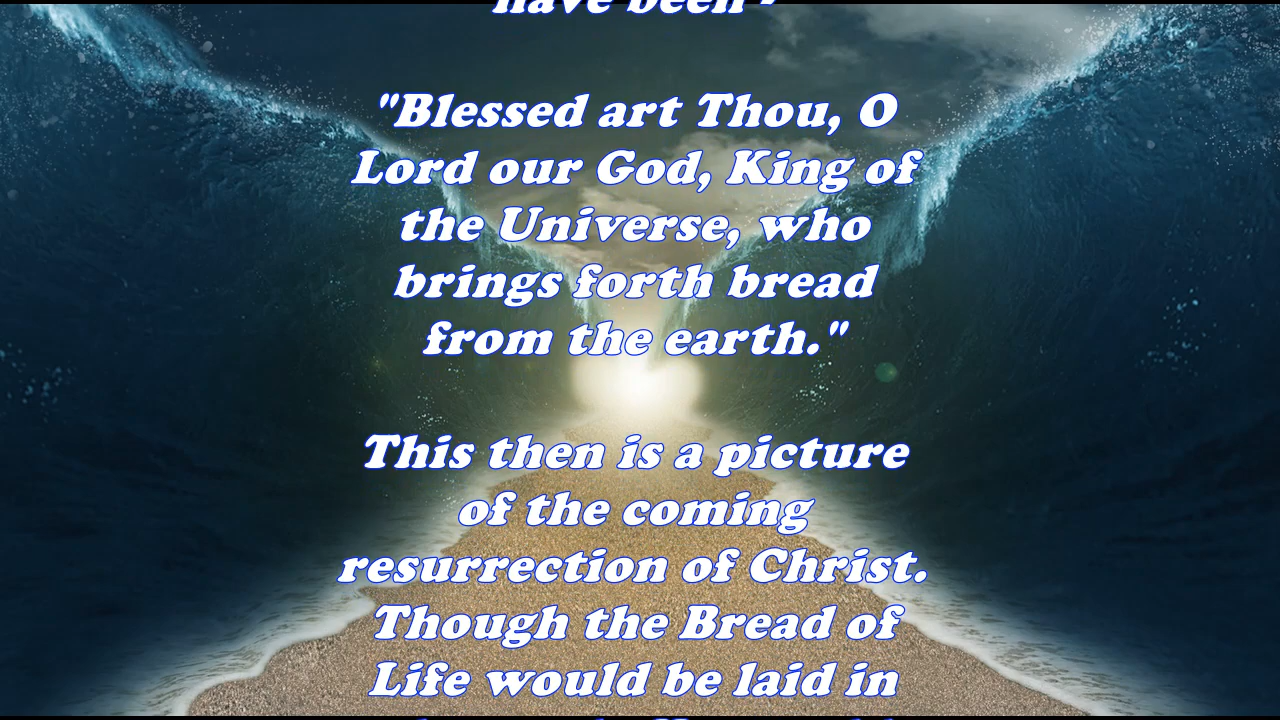 have been -
"Blessed art Thou, O
Lord our God, King of
the Universe, who
brings forth bread
from the earth."
This then is a picture
of the coming
resurrection of Christ.
Though the Bread of
Life would be laid in